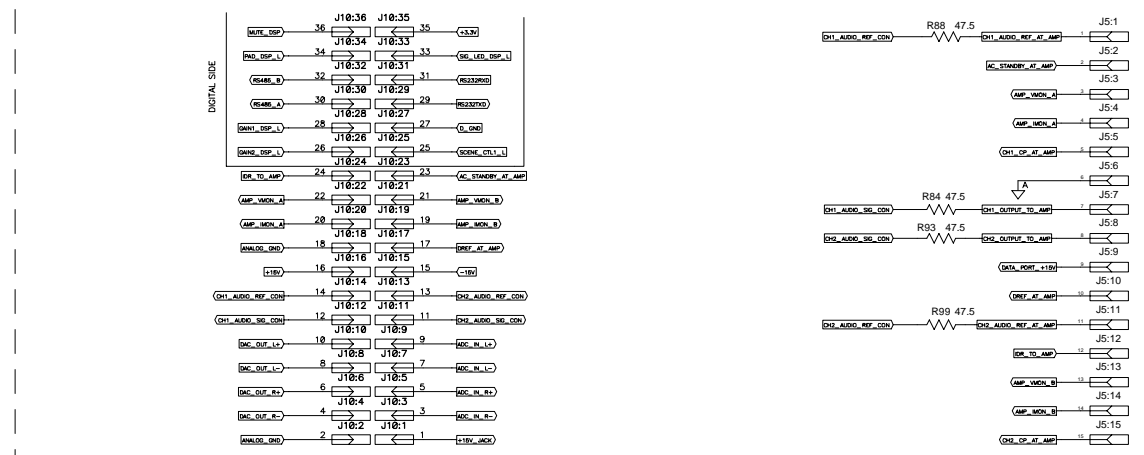 J10:36 J10:35
MUTE_DSP 36 35 +3.3V
J10:34 J10:33
PAD_DSP_L 34 33 SIG_LED_DSP_L
J10:32 J10:31
RS485_B 32 31 RS232RXD
J10:30 J10:29
RS485_A 30 29 RS232TXD
J10:28 J10:27
GAIN1_DSP_L 28 27 D_GND
J10:26 J10:25
GAIN2_DSP_L 26 25 SCENE_CTL1_L
DIGITAL SIDE
J10:24 J10:23
IDR_TO_AMP 24 23 AC_STANDBY_AT_AMP
J10:22 J10:21
AMP_VMON_A 22 21 AMP_VMON_B
J10:20 J10:19
AMP_IMON_A 20 19 AMP_IMON_B
J10:18 J10:17
ANALOG_GND 18 17 DREF_AT_AMP
J10:16 J10:15
+15V 16 15 -15V
J10:14 J10:13
CH1_AUDIO_REF_CON 14 13 CH2_AUDIO_REF_CON
J10:12 J10:11
CH1_AUDIO_SIG_CON 12 11 CH2_AUDIO_SIG_CON
J10:10 J10:9
DAC_OUT_L+ 10 9 ADC_IN_L+
J10:8 J10:7
DAC_OUT_L- 8 7 ADC_IN_L-
J10:6 J10:5
DAC_OUT_R+ 6 5 ADC_IN_R+
J10:4 J10:3
DAC_OUT_R- 4 3 ADC_IN_R-
J10:2 J10:1
ANALOG_GND 2 1 +15V_JACK
J5:1
R88 47.5
CH1_AUDIO_REF_CON CH1_AUDIO_REF_AT_AMP 1
J5:2
AC_STANDBY_AT_AMP 2
J5:3
AMP_VMON_A 3
J5:4
AMP_IMON_A 4
J5:5
CH1_CP_AT_AMP 5
J5:6
6
A
J5:7
R84 47.5
CH1_AUDIO_SIG_CON CH1_OUTPUT_TO_AMP 7
J5:8
R93 47.5
CH2_AUDIO_SIG_CON CH2_OUTPUT_TO_AMP 8
J5:9
DATA_PORT_+15V 9
J5:10
DREF_AT_AMP 10
J5:11
R99 47.5
CH2_AUDIO_REF_CON CH2_AUDIO_REF_AT_AMP 11
J5:12
IDR_TO_AMP 12
J5:13
AMP_VMON_B 13
J5:14
AMP_IMON_B 14
J5:15
CH2_CP_AT_AMP 15